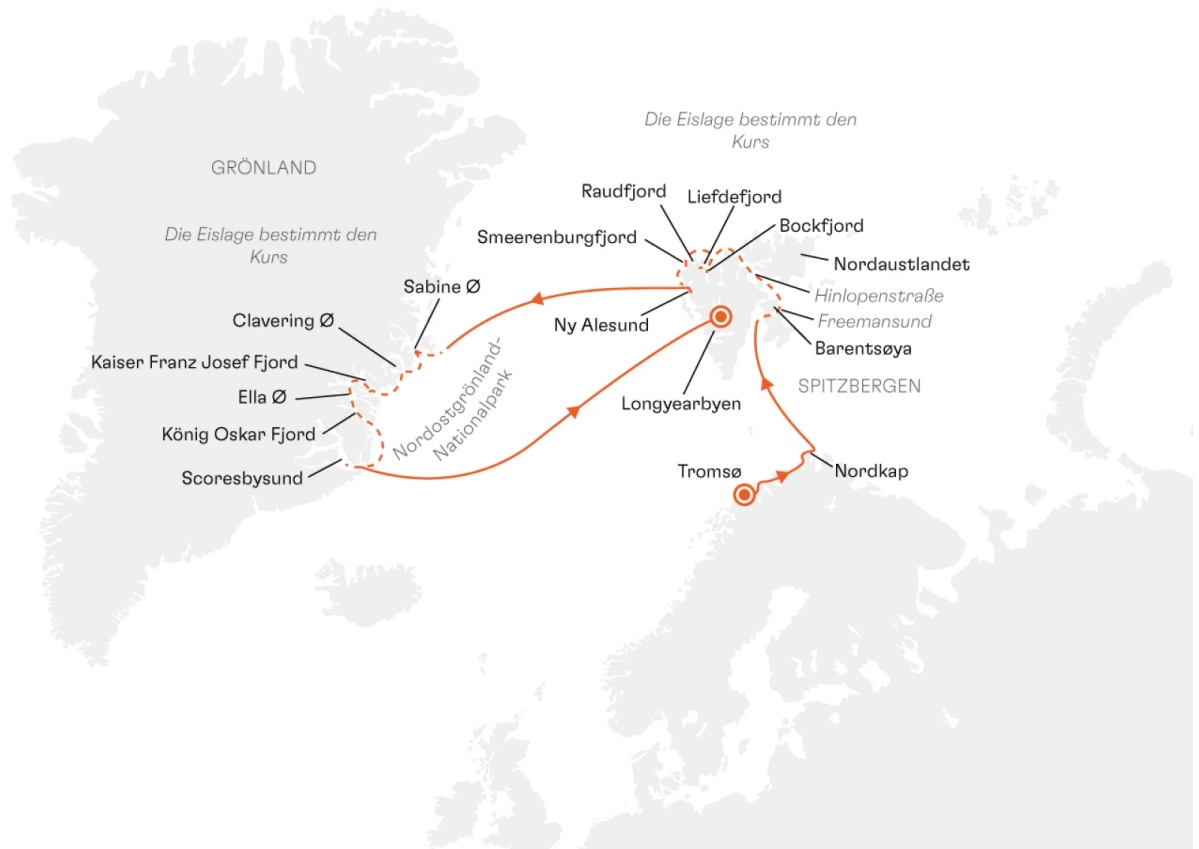 Die Eislage bestimmt den
Kurs
GRÖNLAND
Raudfjord
Liefdefjord
Bockfjord
Die Eislage bestimmt den
Kurs
Smeerenburgfjord
Nordaustlandet
Sabine Ø
Hinlopenstraße
Clavering Ø
Ny Alesund
Freemansund
Barentsøya
Kaiser Franz Josef Fjord
SPITZBERGEN
Ella Ø
Longyearbyen
Nordostgrönland-
Nationalpark
König Oskar Fjord
Scoresbysund
Tromsø
Nordkap